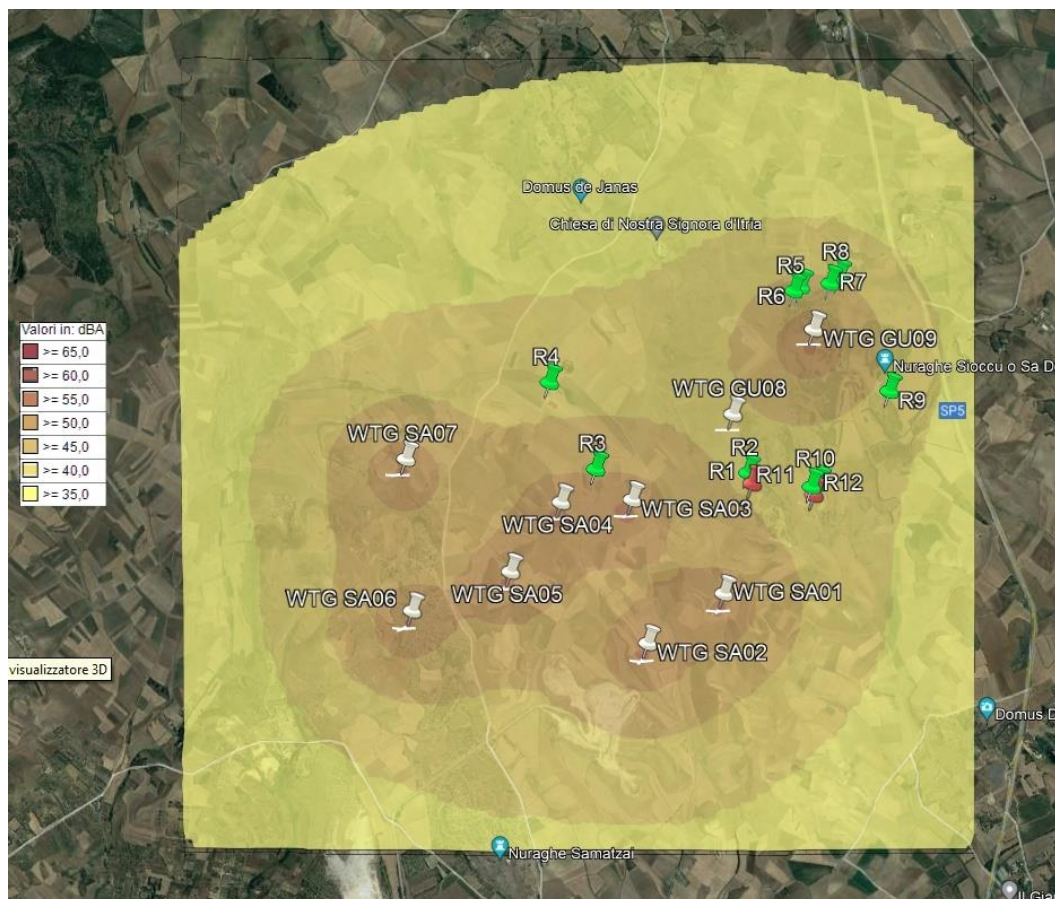 Domus de Janas
Chiesa di Nostra Signora d'Itria
R8
R5
R7
R6
Valori in: dBA
>= 65,0
>= 60,0
>= 55,0
>= 50,0
>= 45,0
>= 40,0
>= 35,0
WTG GU09
R4
Nuraghe Sioccu o Sa Do
WTG GU08
R9
SP5
WTG SA07
R3
R2
R10
R1
R11
R12
WTG SA04
WTG SA03
WTG SA05
WTG SA01
WTG SA06
WTG SA02
visualizzatore 3D
Domus D
Nuraghe Samatzai
Il Gia